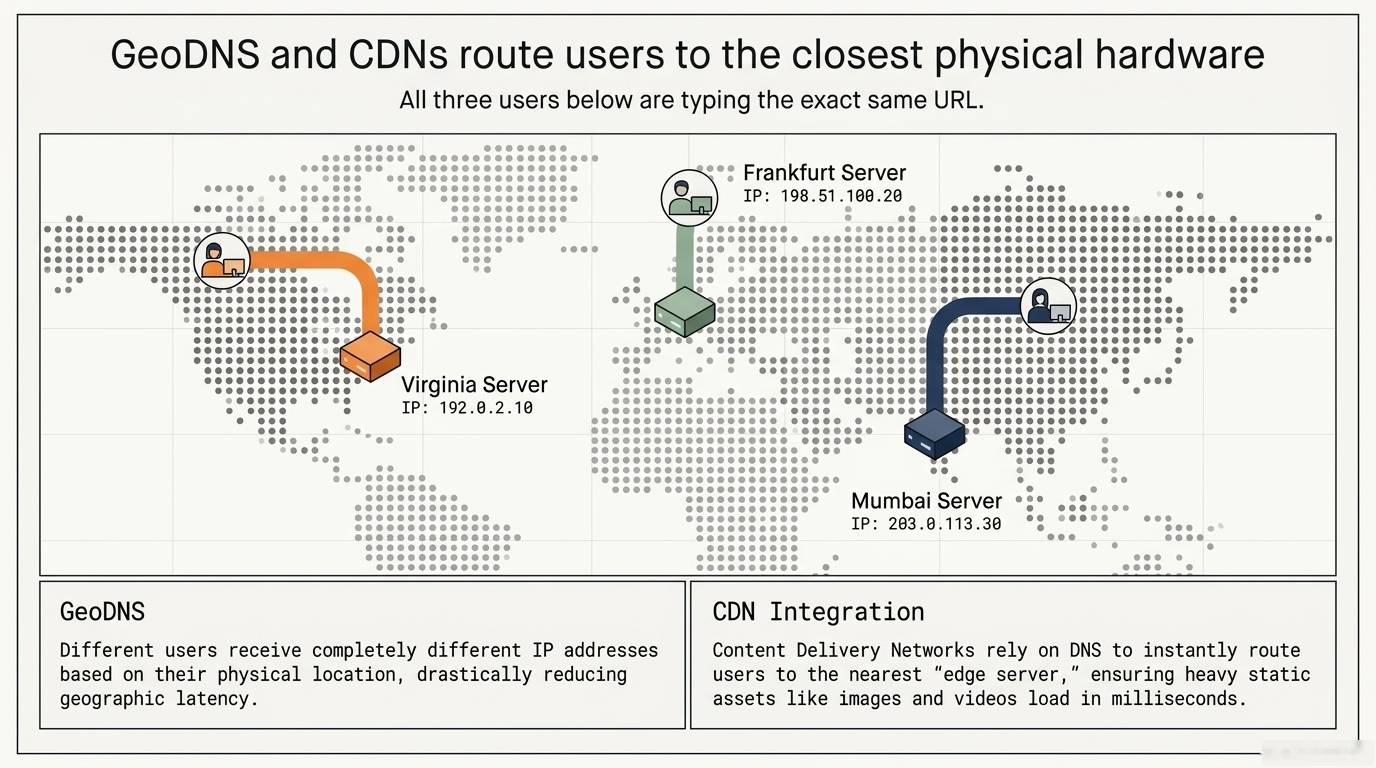 GeoDNS and CDNs route users to the closest physical hardware
All three users below are typing the exact same URL.
Frankfurt Server
IP: 198.51.100.20
Virginia Server
IP: 192.0.2.10
Mumbai Server
IP: 203.0.113.30
GeoDNS
Different users receive completely different IP addresses
based on their physical location, drastically reducing
geographic latency.
CDN Integration
Content Delivery Networks rely on DNS to instantly route
users to the nearest “edge server,” ensuring heavy static
assets like images and videos load in milliseconds.